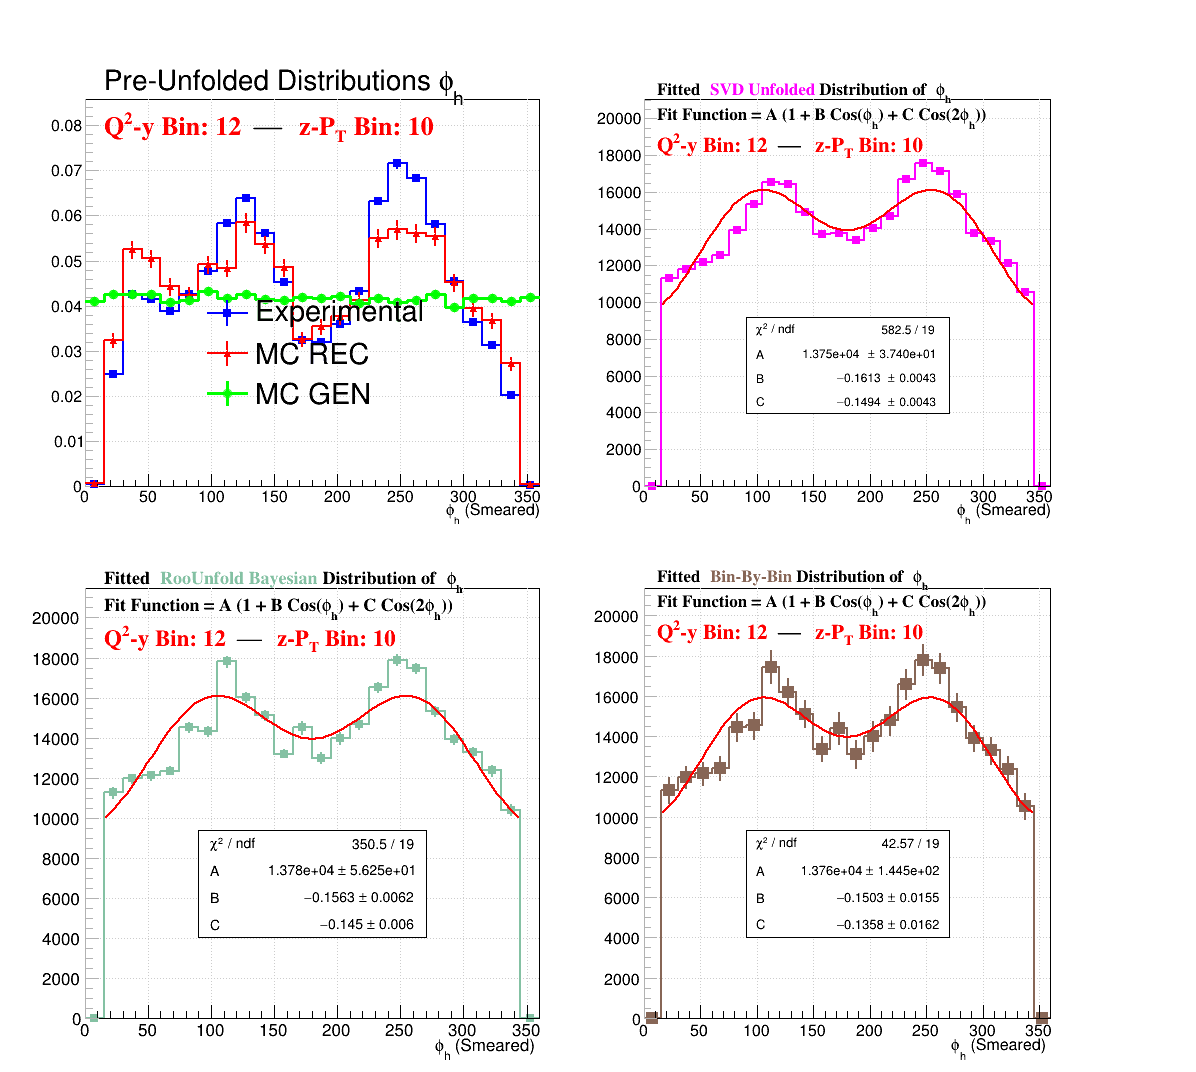 Pre-Unfolded Distributions ϕh
Q2-y Bin: 12 — z-PT Bin: 10
0.08
0.07
0.06
0.05
0.04
0.03
0.02
0.01
0
Experimental
MC REC
MC GEN
0 50 100 150 200 250 300 350
ϕh (Smeared)
Fitted SVD Unfolded Distribution of ϕh
Fit Function = A (1 + B Cos(ϕh) + C Cos(2ϕh))
Q2-y Bin: 12 — z-PT Bin: 10
20000
18000
16000
14000
12000
10000
8000
6000
4000
2000
0
χ2 / ndf 582.5 / 19
A 1.375e+04 ± 3.740e+01
B −0.1613 ± 0.0043
C −0.1494 ± 0.0043
0 50 100 150 200 250 300 350
ϕh (Smeared)
Fitted RooUnfold Bayesian Distribution of ϕh
Fit Function = A (1 + B Cos(ϕh) + C Cos(2ϕh))
Q2-y Bin: 12 — z-PT Bin: 10
20000
18000
16000
14000
12000
10000
8000
6000
4000
2000
0
χ2 / ndf 350.5 / 19
A 1.378e+04 ± 5.625e+01
B −0.1563 ± 0.0062
C −0.145 ± 0.006
0 50 100 150 200 250 300 350
ϕh (Smeared)
Fitted Bin-By-Bin Distribution of ϕh
Fit Function = A (1 + B Cos(ϕh) + C Cos(2ϕh))
Q2-y Bin: 12 — z-PT Bin: 10
20000
18000
16000
14000
12000
10000
8000
6000
4000
2000
0
χ2 / ndf 42.57 / 19
A 1.376e+04 ± 1.445e+02
B −0.1503 ± 0.0155
C −0.1358 ± 0.0162
0 50 100 150 200 250 300 350
ϕh (Smeared)